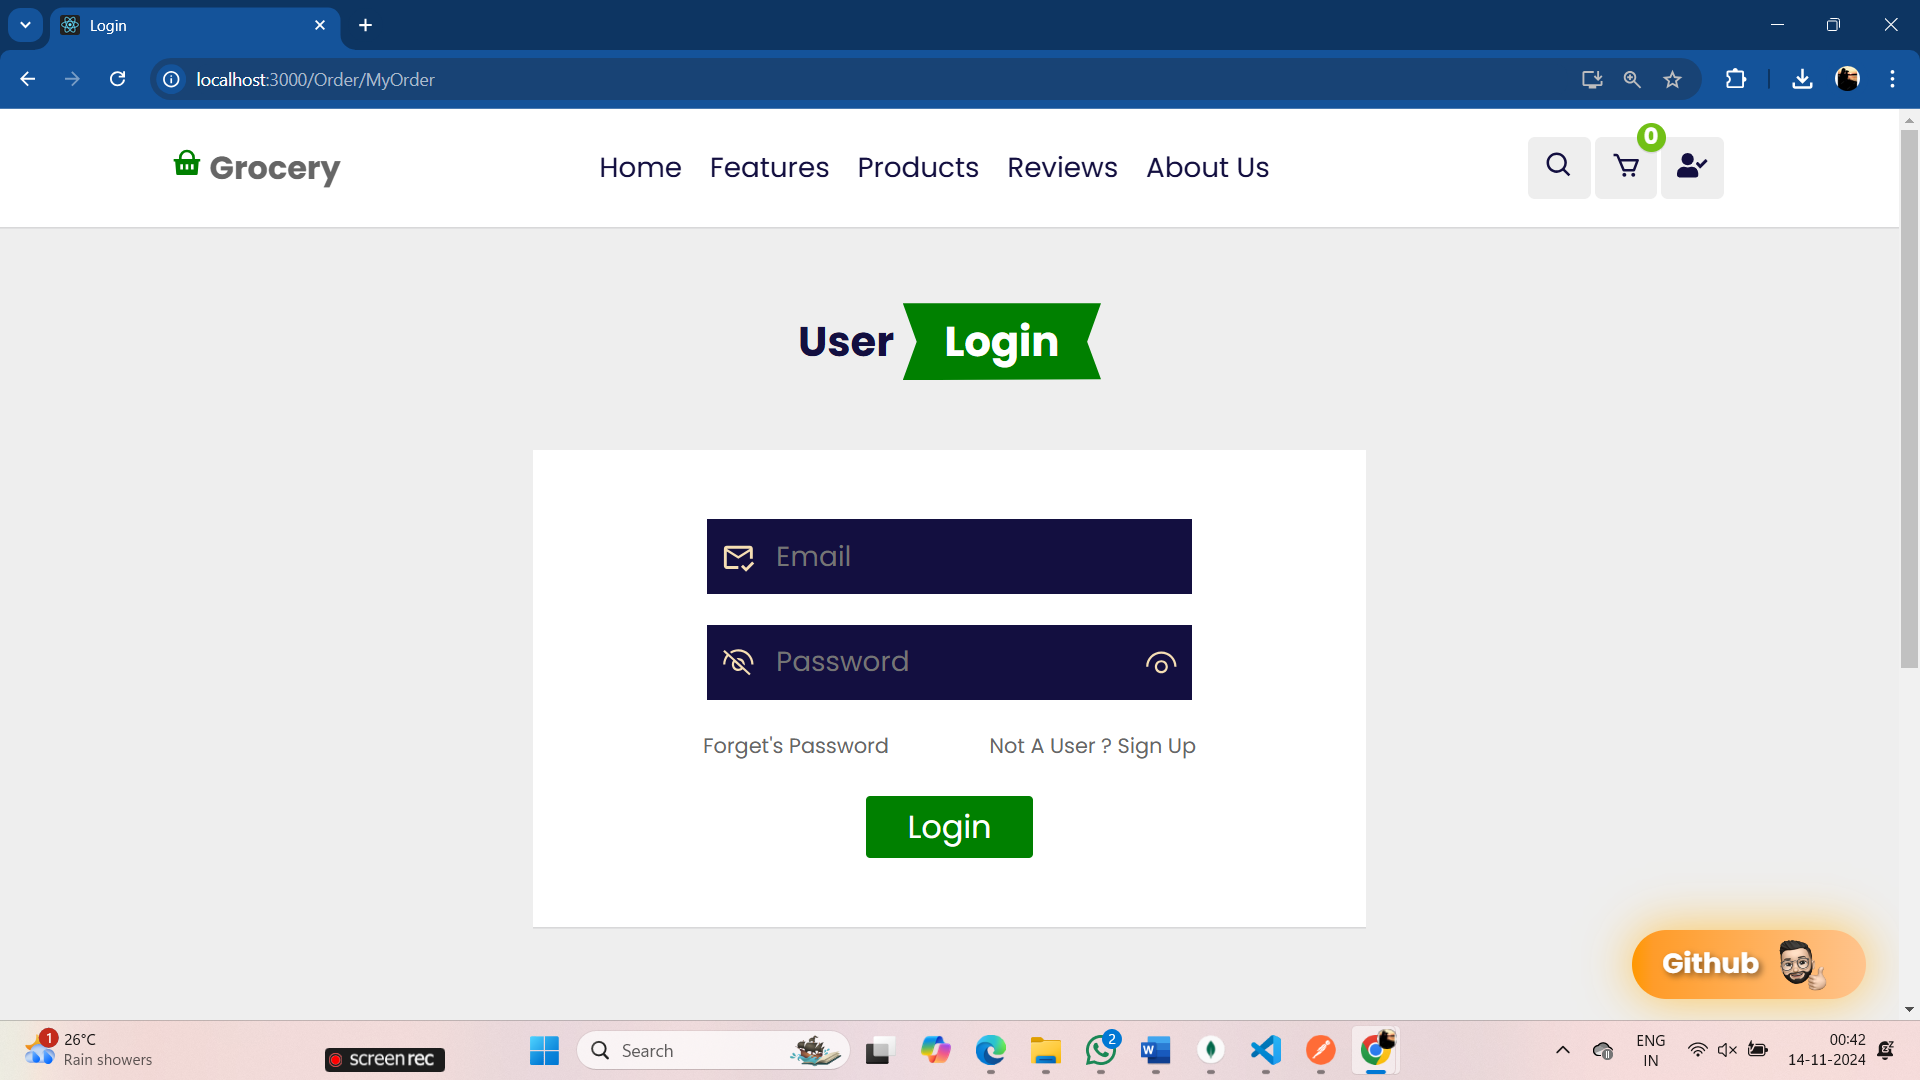 Login
localhost:3000/Order/MyOrder
Grocery
Home Features Products Reviews About Us
0
User Login
Email
Password
Forget's Password Not A User ? Sign Up
Login
Github
1
26°C
Rain showers
screenrec
Search
2
W
ENG
IN
00:42
14-11-2024